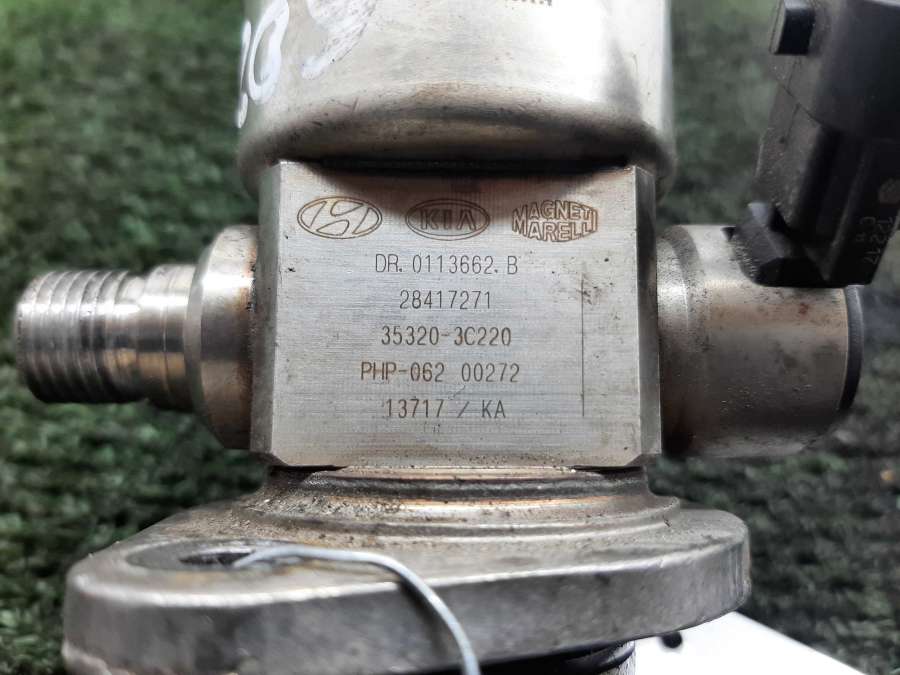 KIA MAGNETI MARELLI
DR. 0113662. B
28417271
35320-3C220
PHP-062 00272
13717 / KA